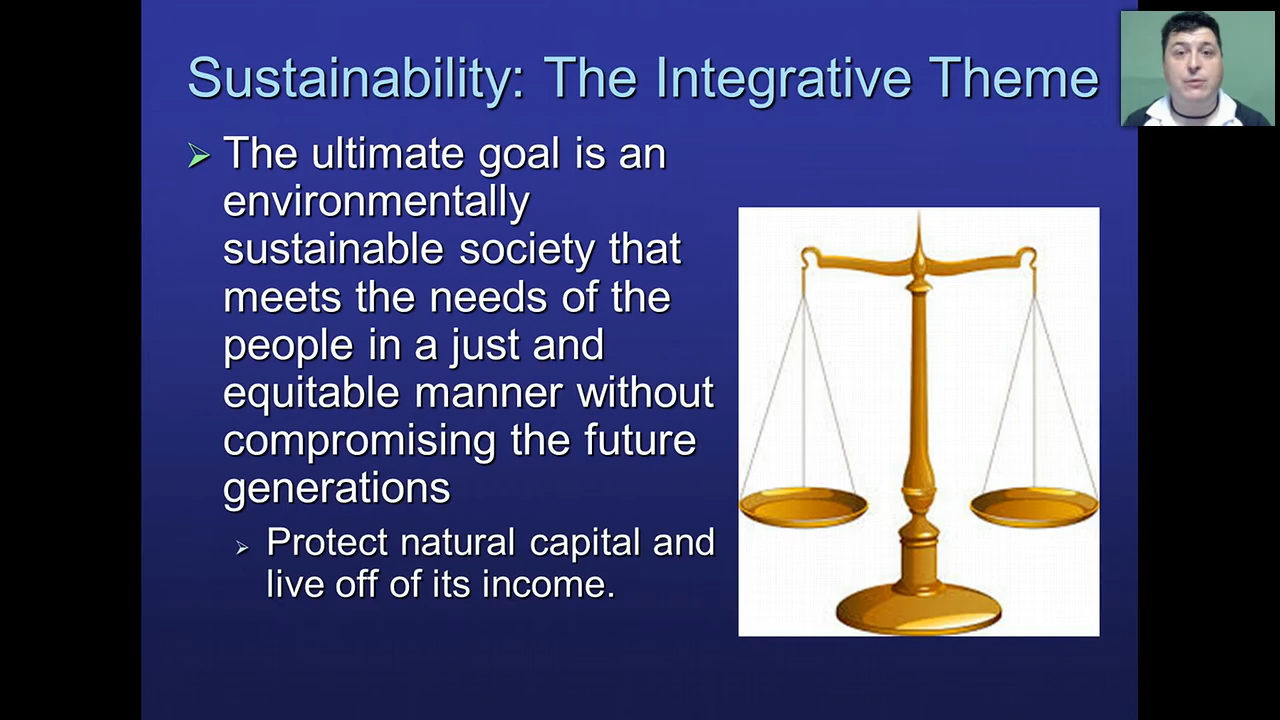 Sustainability: The Integrative Theme
The ultimate goal is an
environmentally
sustainable society that
meets the needs of the
people in a just and
equitable manner without
compromising the future
generations
Protect natural capital and
live off of its income.